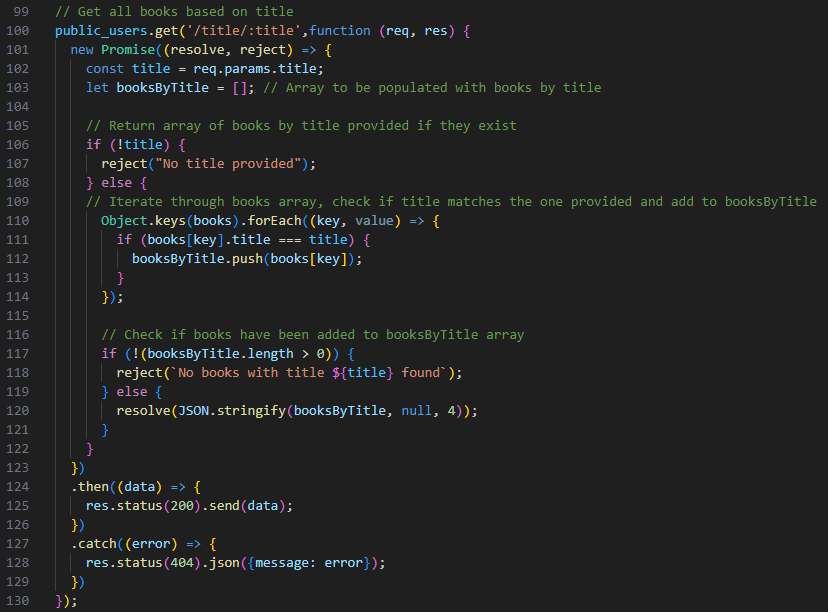 99 // Get all books based on title
100 public_users.get('/title/:title',function (req, res) {
101   new Promise((resolve, reject) => {
102     const title = req.params.title;
103     let booksByTitle = []; // Array to be populated with books by title
104
105     // Return array of books by title provided if they exist
106     if (!title) {
107       reject("No title provided");
108     } else {
109     // Iterate through books array, check if title matches the one provided and add to booksByTitle
110       Object.keys(books).forEach((key, value) => {
111         if (books[key].title === title) {
112           booksByTitle.push(books[key]);
113         }
114       });
115
116       // Check if books have been added to booksByTitle array
117       if (!(booksByTitle.length > 0)) {
118         reject(`No books with title ${title} found`);
119       } else {
120         resolve(JSON.stringify(booksByTitle, null, 4));
121       }
122     }
123   })
124   .then((data) => {
125     res.status(200).send(data);
126   })
127   .catch((error) => {
128     res.status(404).json({message: error});
129   })
130 });